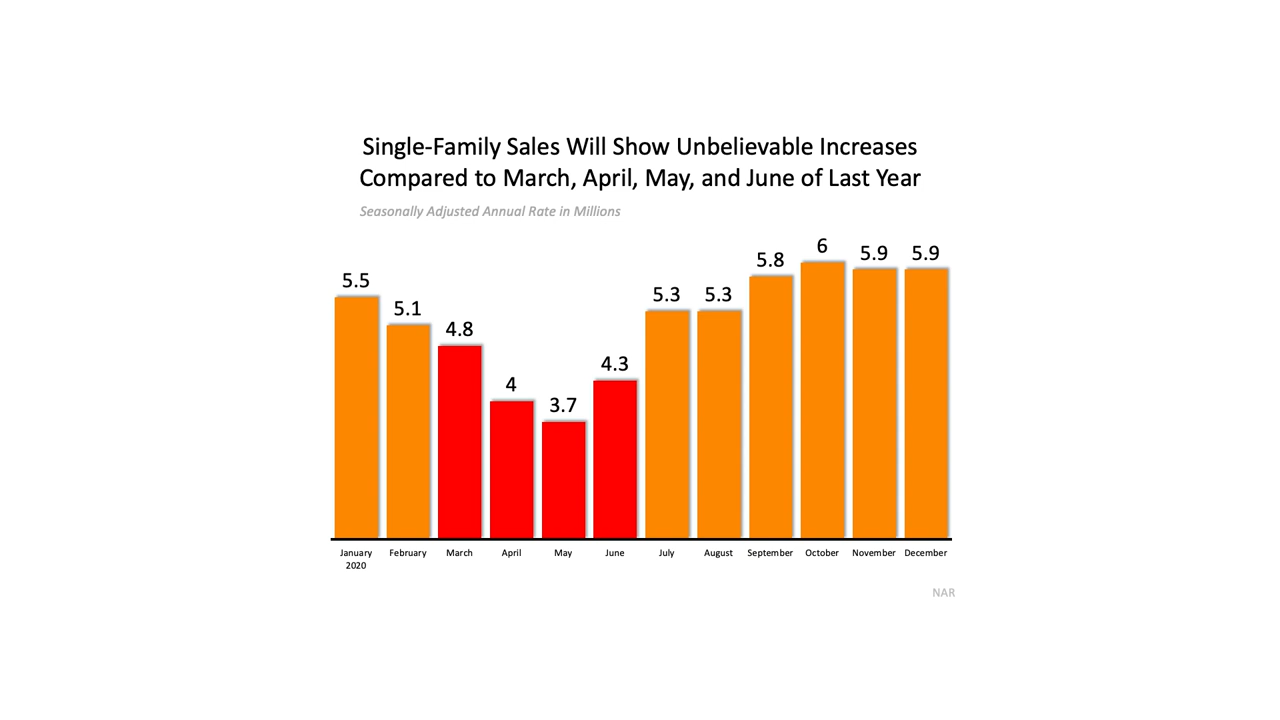 Single-Family Sales Will Show Unbelievable Increases
Compared to March, April, May, and June of Last Year
Seasonally Adjusted Annual Rate in Millions
5.5
5.1
4.8
4
3.7
4.3
5.3
5.3
5.8
6
5.9
5.9
January February March April May June July August September October November December
2020
NAR